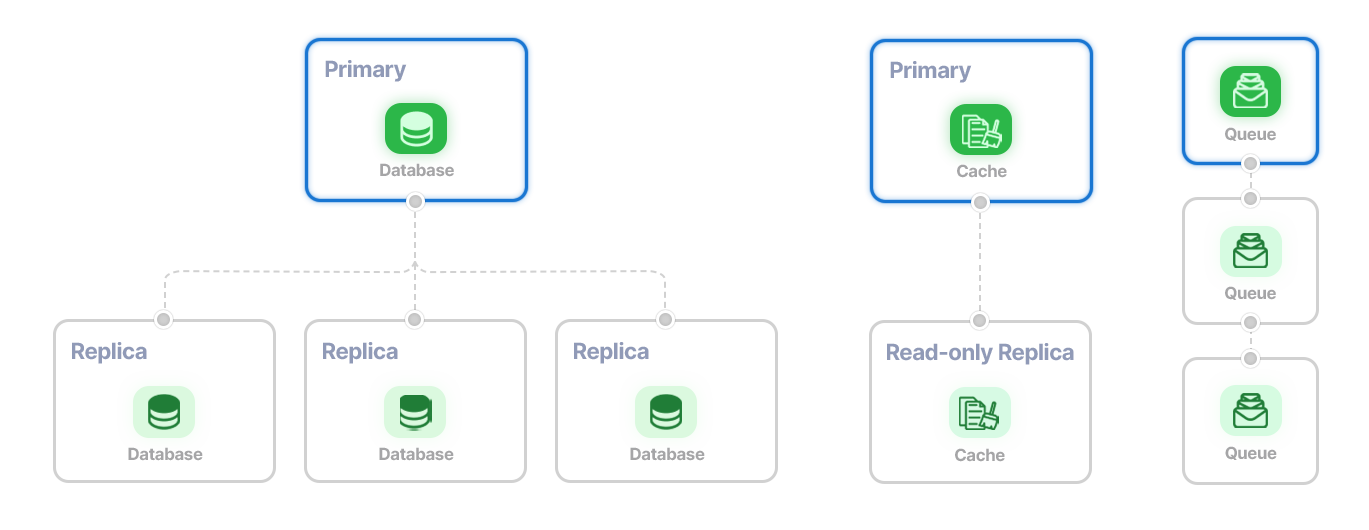 Primary
Database
Replica
Database
Replica
Database
Replica
Database
Primary
Cache
Read-only Replica
Cache
Queue
Queue
Queue